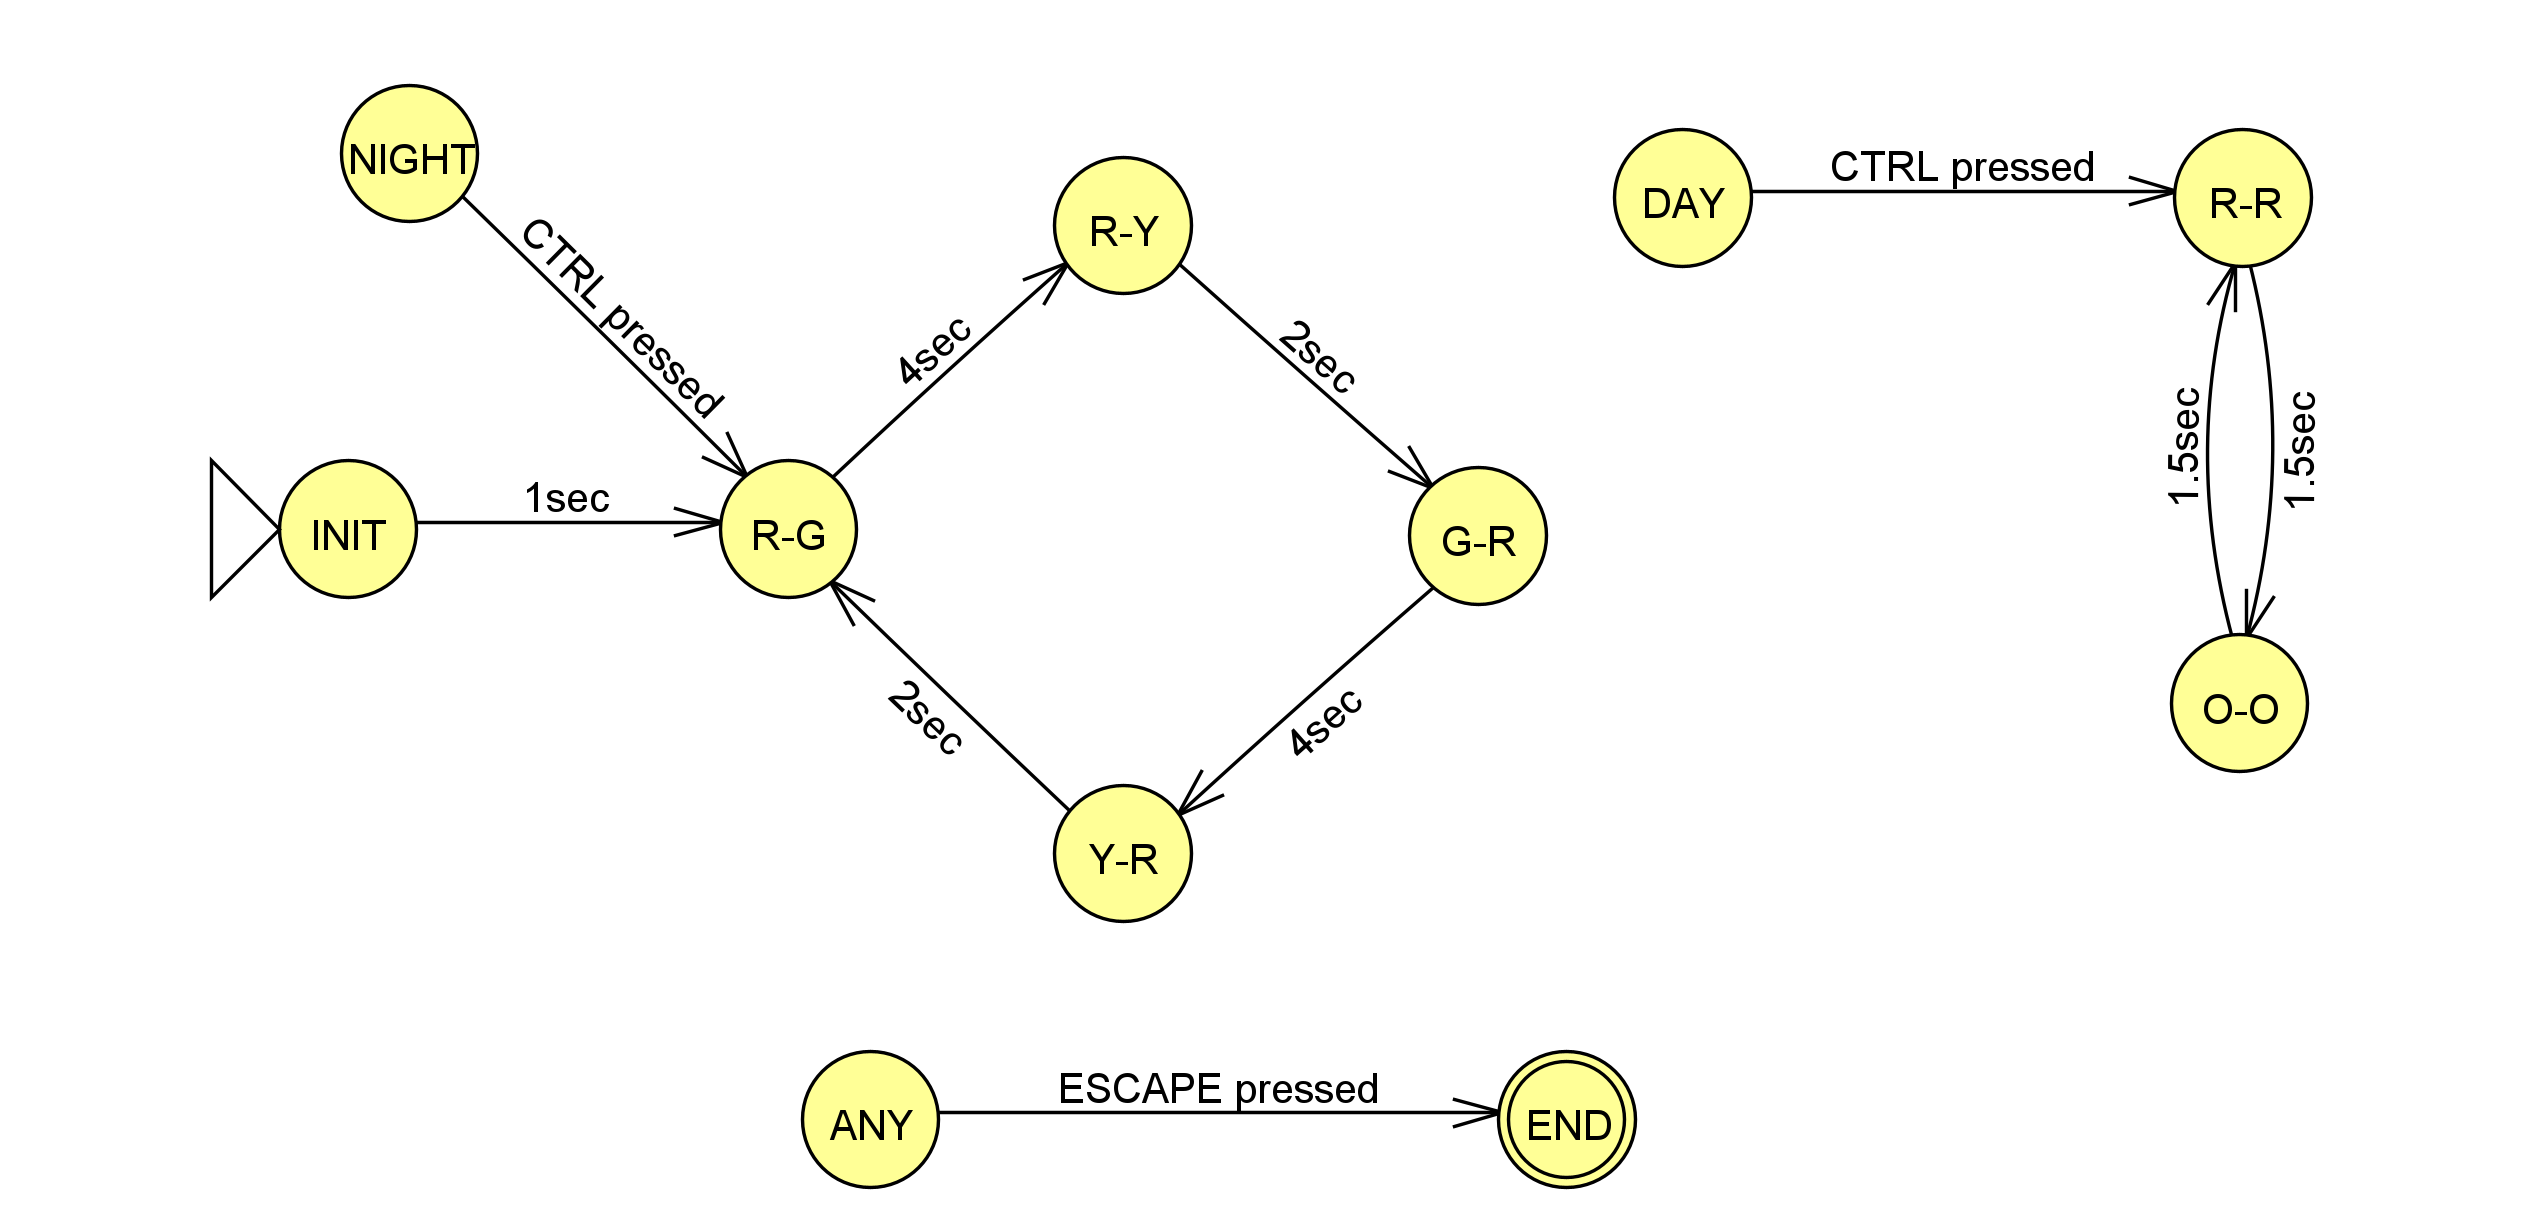 NIGHT
CTRL pressed
INIT
1sec
R-G
4sec
R-Y
2sec
G-R
4sec
Y-R
2sec
DAY
CTRL pressed
R-R
1.5sec
1.5sec
O-O
ANY
ESCAPE pressed
END